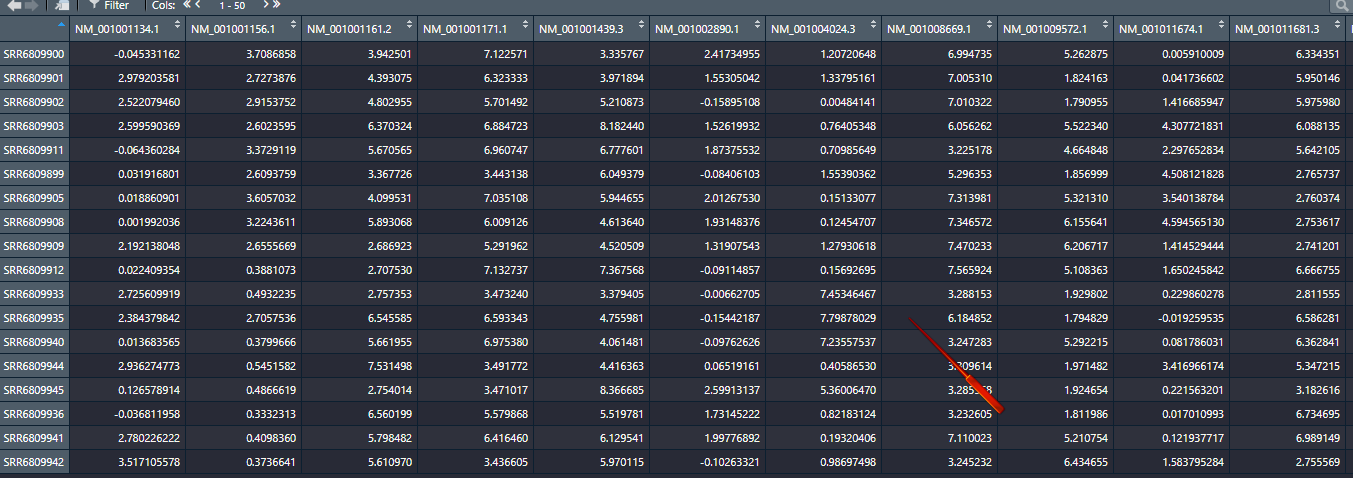 Filter Cols: 1 - 50
NM_001001134.1 NM_001001156.1 NM_001001161.2 NM_001001171.1 NM_001001439.3 NM_001002890.1 NM_001004024.3 NM_001008669.1 NM_001009572.1 NM_001011674.1 NM_001011681.3
SRR6809900 -0.045331162 3.7086858 3.942501 7.122571 3.335767 2.41734955 1.20720648 6.994735 5.262875 0.005910009 6.334351
SRR6809901 2.979203581 2.7273876 4.393075 6.323333 3.971894 1.55305042 1.33795161 7.005310 1.824163 0.041736602 5.950146
SRR6809902 2.522079460 2.9153752 4.802955 5.701492 5.210873 -0.15895108 0.00484141 7.010322 1.790955 1.416685947 5.975980
SRR6809903 2.599590369 2.6023595 6.370324 6.884723 8.182440 1.52619932 0.76405348 6.056262 5.522340 4.307721831 6.088135
SRR6809911 -0.064360284 3.3729119 5.670565 6.960747 6.777601 1.87375532 0.70985649 3.225178 4.664848 2.297652834 5.642105
SRR6809899 0.031916801 2.6093759 3.367726 3.443138 6.049379 -0.08406103 1.55390362 5.296353 1.856999 4.508121828 2.765737
SRR6809905 0.018860901 3.6057032 4.099531 7.035108 5.944655 2.01267530 0.15133077 7.313981 5.321310 3.540138784 2.760374
SRR6809908 0.001992036 3.2243611 5.893068 6.009126 4.613640 1.93148376 0.12454707 7.346572 6.155641 4.594565130 2.753617
SRR6809909 2.192138048 2.6555669 2.686923 5.291962 4.520509 1.31907543 1.27930618 7.470233 6.206717 1.414529444 2.741201
SRR6809912 0.022409354 0.3881073 2.707530 7.132737 7.367568 -0.09114857 0.15692695 7.565924 5.108363 1.650245842 6.666755
SRR6809933 2.725609919 0.4932235 2.757353 3.473240 3.379405 -0.00662705 7.45346467 3.288153 1.929802 0.229860278 2.811555
SRR6809935 2.384379842 2.7057536 6.545585 6.593343 4.755981 -0.15442187 7.79878029 6.184852 1.794829 -0.019259535 6.586281
SRR6809940 0.013683565 0.3799666 5.661955 6.975380 4.061481 -0.09762626 7.23557537 3.247283 5.292215 0.081786031 6.362841
SRR6809944 2.936274773 0.5451582 7.531498 3.491772 4.416363 0.06519161 0.40586530 1.971482 3.416966174 5.347215
SRR6809945 0.126578914 0.4866619 2.754014 3.471017 8.366685 2.59913137 5.36006470 1.924654 0.221563201 3.182616
SRR6809936 -0.036811958 0.3332313 6.560199 5.579868 5.519781 1.73145222 0.82183124 3.232605 1.811986 0.017010993 6.734695
SRR6809941 2.780226222 0.4098360 5.798482 6.416460 6.129541 1.99776892 0.19320406 7.110023 5.210754 0.121937717 6.989149
SRR6809942 3.517105578 0.3736641 5.610970 3.436605 5.970115 -0.10263321 0.98697498 3.245232 6.434655 1.583795284 2.755569